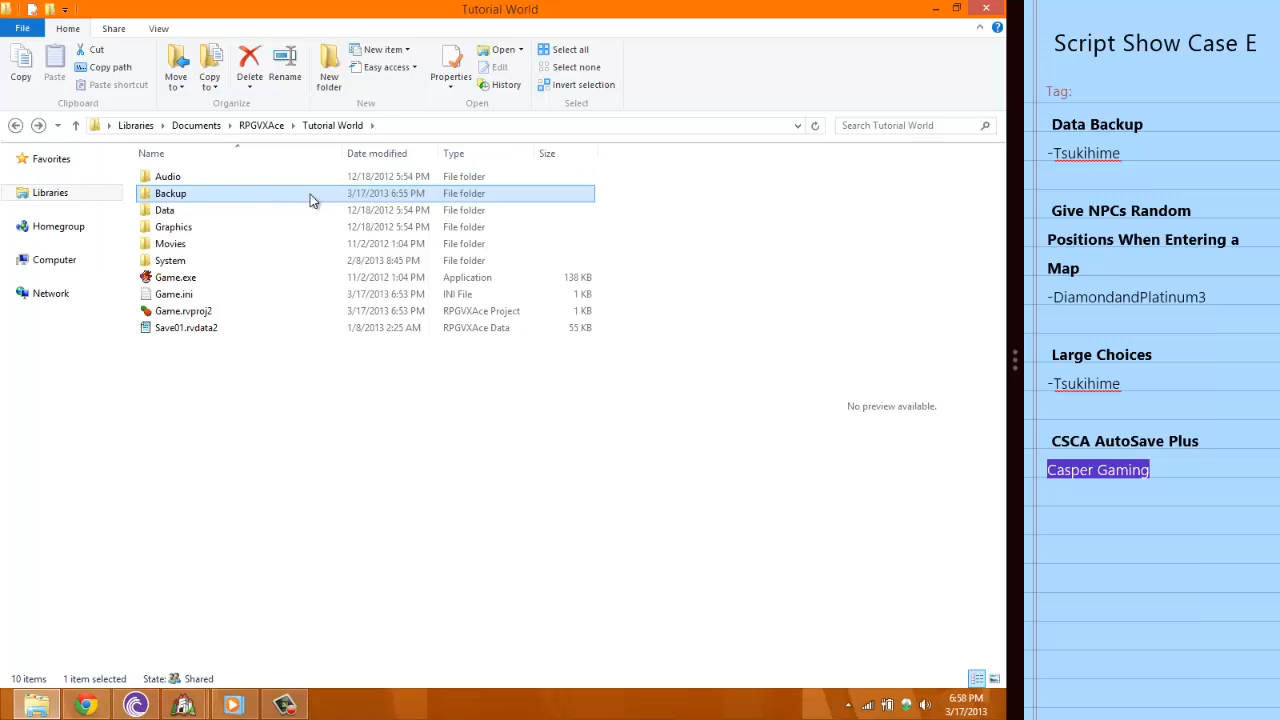 Tutorial World
File Home Share View
Copy Paste Cut Copy path Paste shortcut Move to Copy to Delete Rename New folder New item Easy access Properties Open Edit History Select all Select none Invert selection
Clipboard Organize New Open Select
Libraries Documents RPGVXAce Tutorial World Search Tutorial World
Name Date modified Type Size
Favorites
Libraries
Homegroup
Computer
Network
Audio 12/18/2012 5:54 PM File folder
Backup 3/17/2013 6:55 PM File folder
Data 12/18/2012 5:54 PM File folder
Graphics 12/18/2012 5:54 PM File folder
Movies 11/2/2012 1:04 PM File folder
System 2/8/2013 8:45 PM File folder
Game.exe 11/2/2012 1:04 PM Application 138 KB
Game.ini 3/17/2013 6:53 PM INI File 1 KB
Game.rvproj2 3/17/2013 6:53 PM RPGVXAce Project 1 KB
Save01.rvdata2 1/8/2013 2:25 AM RPGVXAce Data 55 KB
No preview available.
10 items 1 item selected State: Shared
6:58 PM
3/17/2013
Script Show Case E
Tag:
Data Backup
-Tsukihime
Give NPCs Random
Positions When Entering a
Map
-DiamondandPlatinum3
Large Choices
-Tsukihime
CSCA AutoSave Plus
Casper Gaming